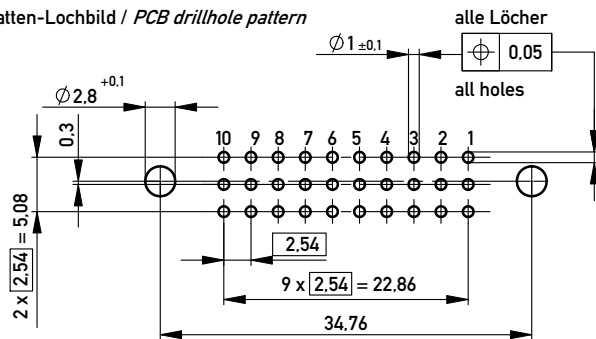 atten-Lochbild / PCB drillhole pattern
alle Löcher
∅1 ±0,1
⌖ 0,05
all holes
∅2,8 +0,1
0,3
10 9 8 7 6 5 4 3 2 1
2 x 2,54 = 5,08
2,54
9 x 2,54 = 22,86
34,76